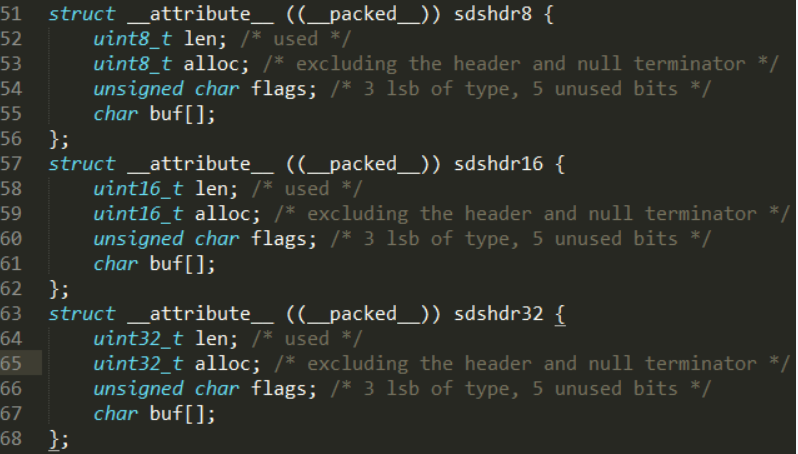 51 struct __attribute__ ((__packed__)) sdshdr8 {
52     uint8_t len; /* used */
53     uint8_t alloc; /* excluding the header and null terminator */
54     unsigned char flags; /* 3 lsb of type, 5 unused bits */
55     char buf[];
56 };
57 struct __attribute__ ((__packed__)) sdshdr16 {
58     uint16_t len; /* used */
59     uint16_t alloc; /* excluding the header and null terminator */
60     unsigned char flags; /* 3 lsb of type, 5 unused bits */
61     char buf[];
62 };
63 struct __attribute__ ((__packed__)) sdshdr32 {
64     uint32_t len; /* used */
65     uint32_t alloc; /* excluding the header and null terminator */
66     unsigned char flags; /* 3 lsb of type, 5 unused bits */
67     char buf[];
68 };